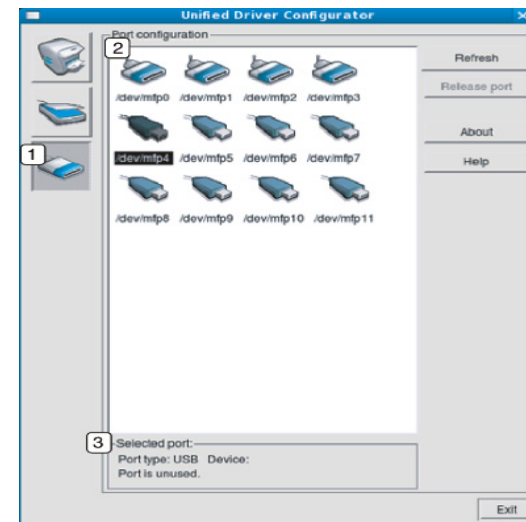 Unified Driver Configurator
Port configuration
2
/dev/mfp0 /dev/mfp1 /dev/mfp2 /dev/mfp3
/dev/mfp4 /dev/mfp5 /dev/mfp6 /dev/mfp7
/dev/mfp8 /dev/mfp9 /dev/mfp10 /dev/mfp11
1
Refresh
Release port
About
Help
3
Selected port:
Port type: USB Device:
Port is unused.
Exit